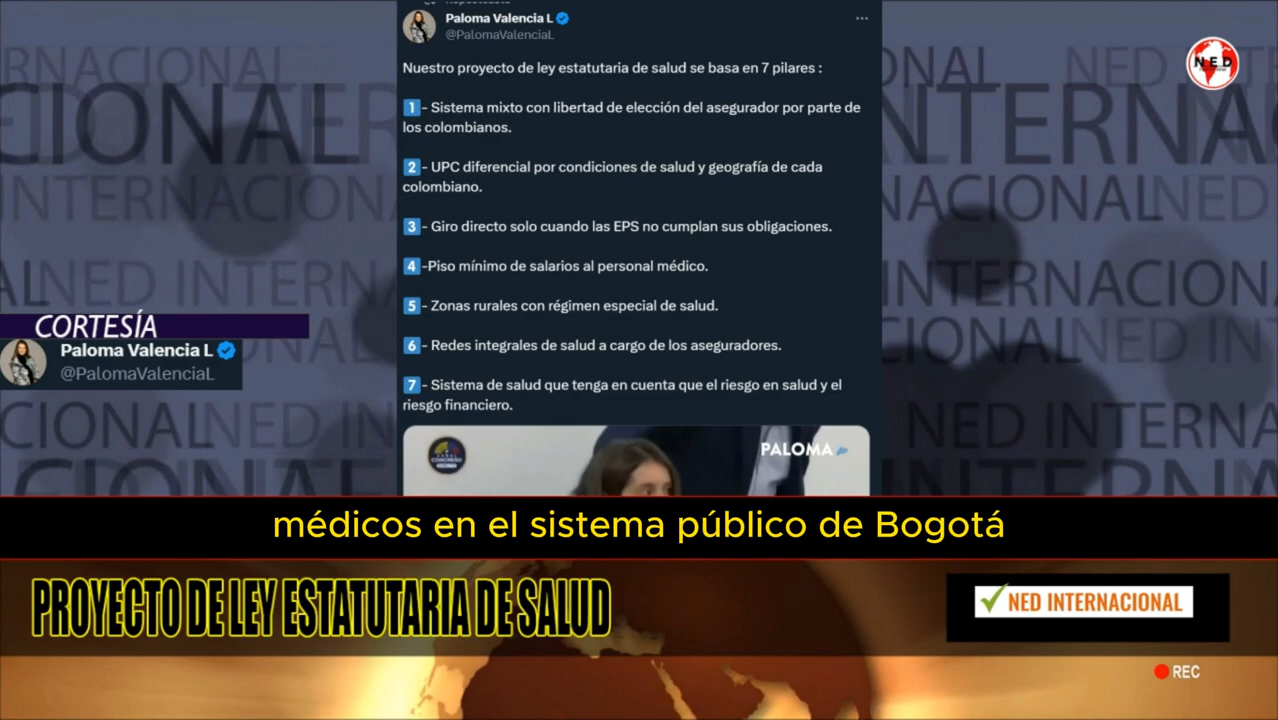 Paloma Valencia L
@PalomaValenciaL
Nuestro proyecto de ley estatutaria de salud se basa en 7 pilares :
1- Sistema mixto con libertad de elección del asegurador por parte de
los colombianos.
2- UPC diferencial por condiciones de salud y geografía de cada
colombiano.
3- Giro directo solo cuando las EPS no cumplan sus obligaciones.
4-Piso mínimo de salarios al personal médico.
5- Zonas rurales con régimen especial de salud.
6- Redes integrales de salud a cargo de los aseguradores.
7- Sistema de salud que tenga en cuenta que el riesgo en salud y el
riesgo financiero.
PALOMA
NED
CORTESÍA
Paloma Valencia L
@PalomaValenciaL
médicos en el sistema público de Bogotá
PROYECTO DE LEY ESTATUTARIA DE SALUD
NED INTERNACIONAL
REC